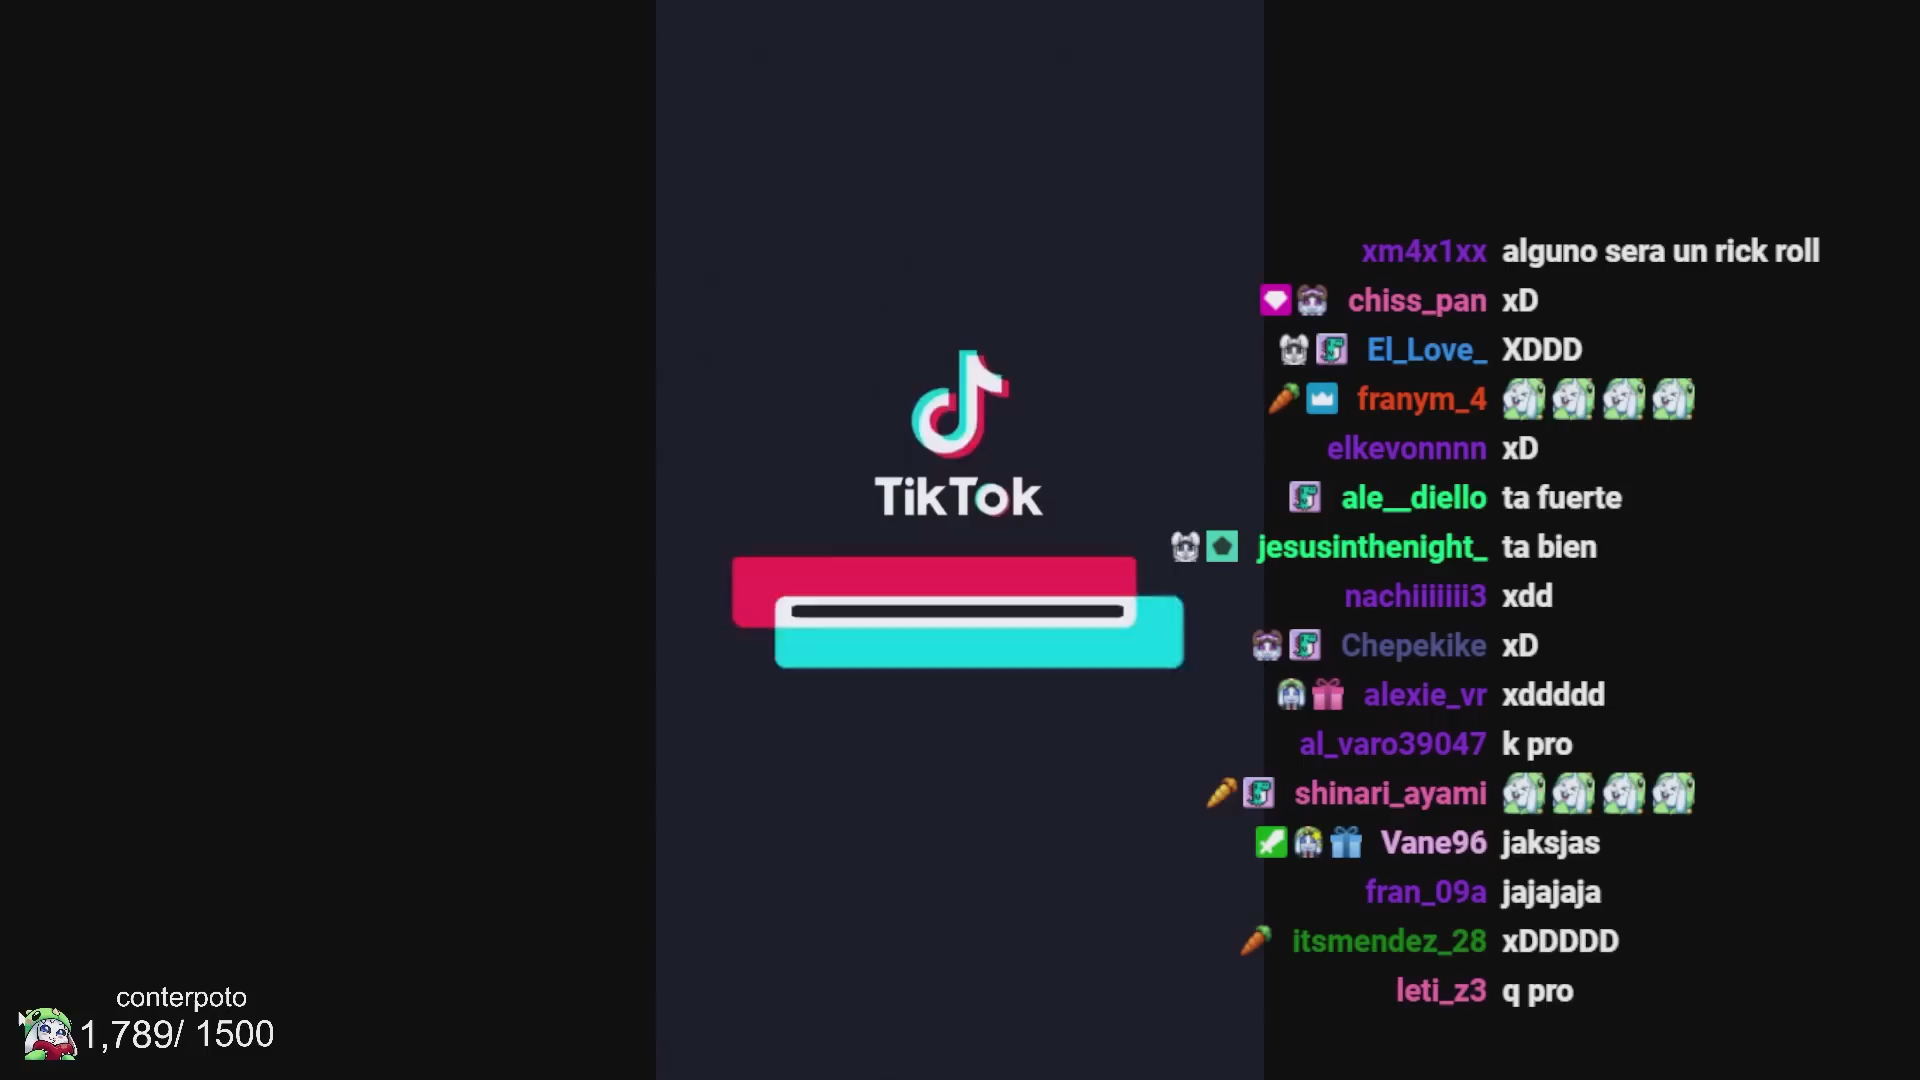 TikTok
xm4x1xx alguno sera un rick roll
chiss_pan xD
El_Love_ XDDD
franym_4
elkevonnnn xD
ale__diello ta fuerte
jesusinthenight_ ta bien
nachiiiiiii3 xdd
Chepekike xD
alexie_vr xddddd
al_varo39047 k pro
shinari_ayami
Vane96 jaksjas
fran_09a jajajaja
itsmendez_28 xDDDDD
leti_z3 q pro
conterpoto
1,789/ 1500